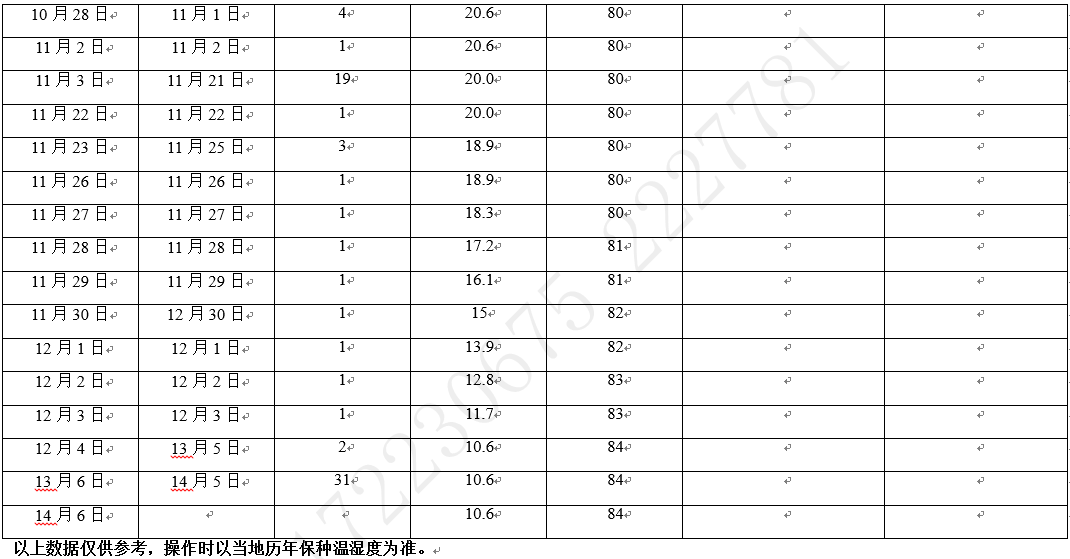 10 月 28 日 11 月 1 日 4 20.6 80
11 月 2 日 11 月 2 日 1 20.6 80
11 月 3 日 11 月 21 日 19 20.0 80
11 月 22 日 11 月 22 日 1 20.0 80
11 月 23 日 11 月 25 日 3 18.9 80
11 月 26 日 11 月 26 日 1 18.9 80
11 月 27 日 11 月 27 日 1 18.3 80
11 月 28 日 11 月 28 日 1 17.2 81
11 月 29 日 11 月 29 日 1 16.1 81
11 月 30 日 12 月 30 日 1 15 82
12 月 1 日 12 月 1 日 1 13.9 82
12 月 2 日 12 月 2 日 1 12.8 83
12 月 3 日 12 月 3 日 1 11.7 83
12 月 4 日 13 月 5 日 2 10.6 84
13 月 6 日 14 月 5 日 31 10.6 84
14 月 6 日 10.6 84
以上数据仅供参考，操作时以当地历年保种温湿度为准。
17230675 2227781